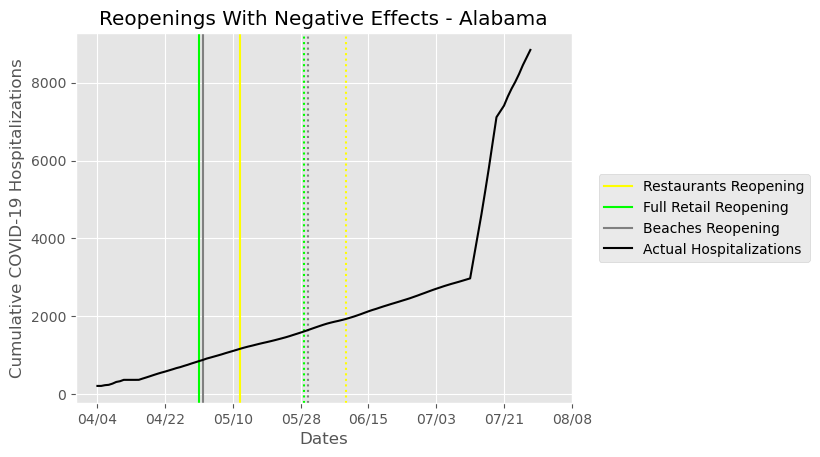 Reopenings With Negative Effects - Alabama
Cumulative COVID-19 Hospitalizations
8000
6000
4000
2000
0
04/04 04/22 05/10 05/28 06/15 07/03 07/21 08/08
Dates
Restaurants Reopening
Full Retail Reopening
Beaches Reopening
Actual Hospitalizations